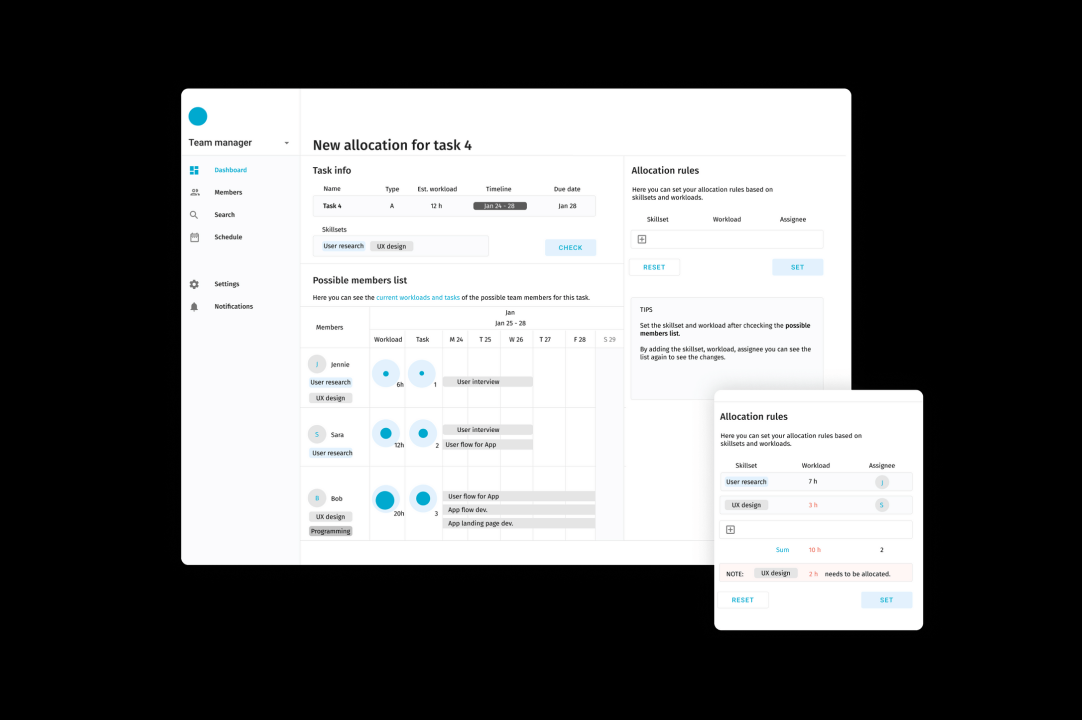 Team manager
Dashboard
Members
Search
Schedule
Settings
Notifications
New allocation for task 4
Task info
Name Type Est. workload Timeline Due date
Task 4 A 12 h Jan 24 - 28 Jan 28
Skillsets
User research UX design
CHECK
Possible members list
Here you can see the current workloads and tasks of the possible team members for this task.
Jan
Members
Jan 25 - 28
Workload Task M 24 T 25 W 26 T 27 F 28 S 29
J Jennie
User research
UX design
6h 1
User interview
S Sara
User research
12h 2
User interview
User flow for App
B Bob
UX design
Programming
20h 3
User flow for App
App flow dev.
App landing page dev.
Allocation rules
Here you can set your allocation rules based on
skillsets and workloads.
Skillset Workload Assignee
RESET SET
TIPS
Set the skillset and workload after chcecking the possible
members list.
By adding the skillset, workload, assignee you can see the
list again to see the changes.
Allocation rules
Here you can set your allocation rules based on
skillsets and workloads.
Skillset Workload Assignee
User research 7 h J
UX design 3 h S
Sum 10 h 2
NOTE: UX design 2 h needs to be allocated.
RESET SET